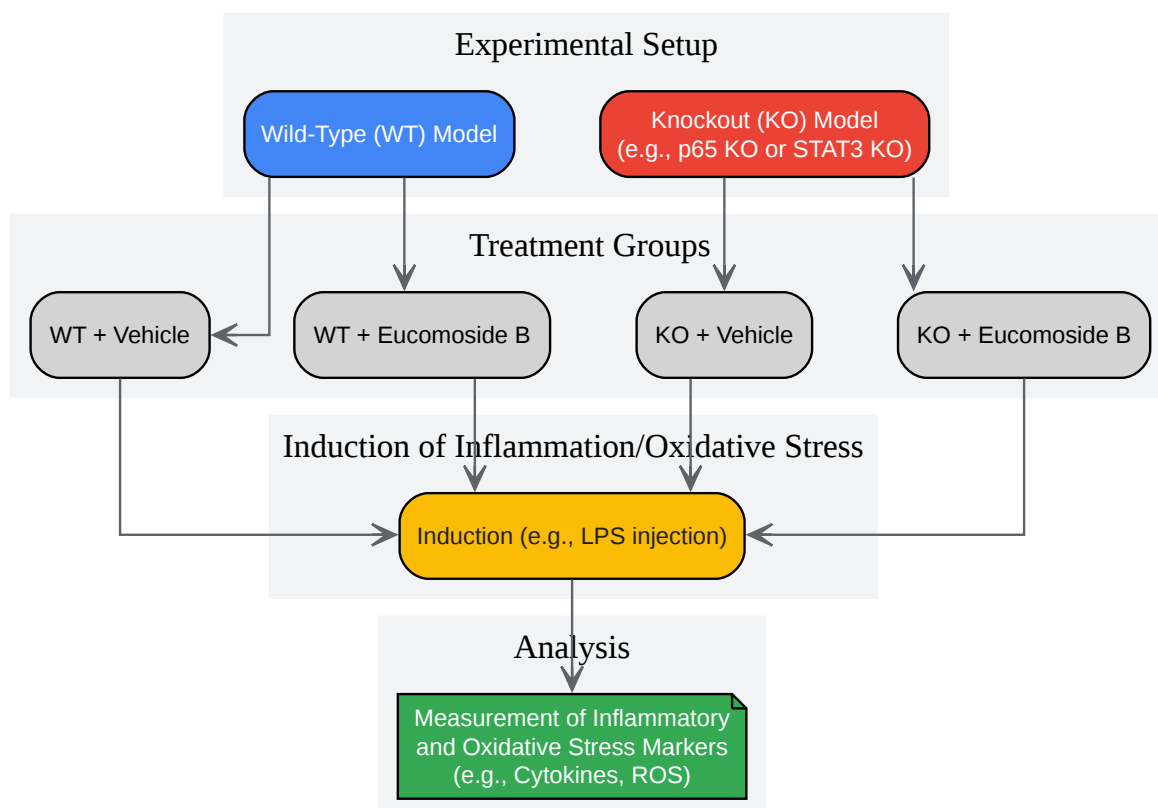 Experimental Setup
Wild-Type (WT) Model
Knockout (KO) Model
(e.g., p65 KO or STAT3 KO)
Treatment Groups
WT + Vehicle
WT + Eucomoside B
KO + Vehicle
KO + Eucomoside B
Induction of Inflammation/Oxidative Stress
Induction (e.g., LPS injection)
Analysis
Measurement of Inflammatory
and Oxidative Stress Markers
(e.g., Cytokines, ROS)